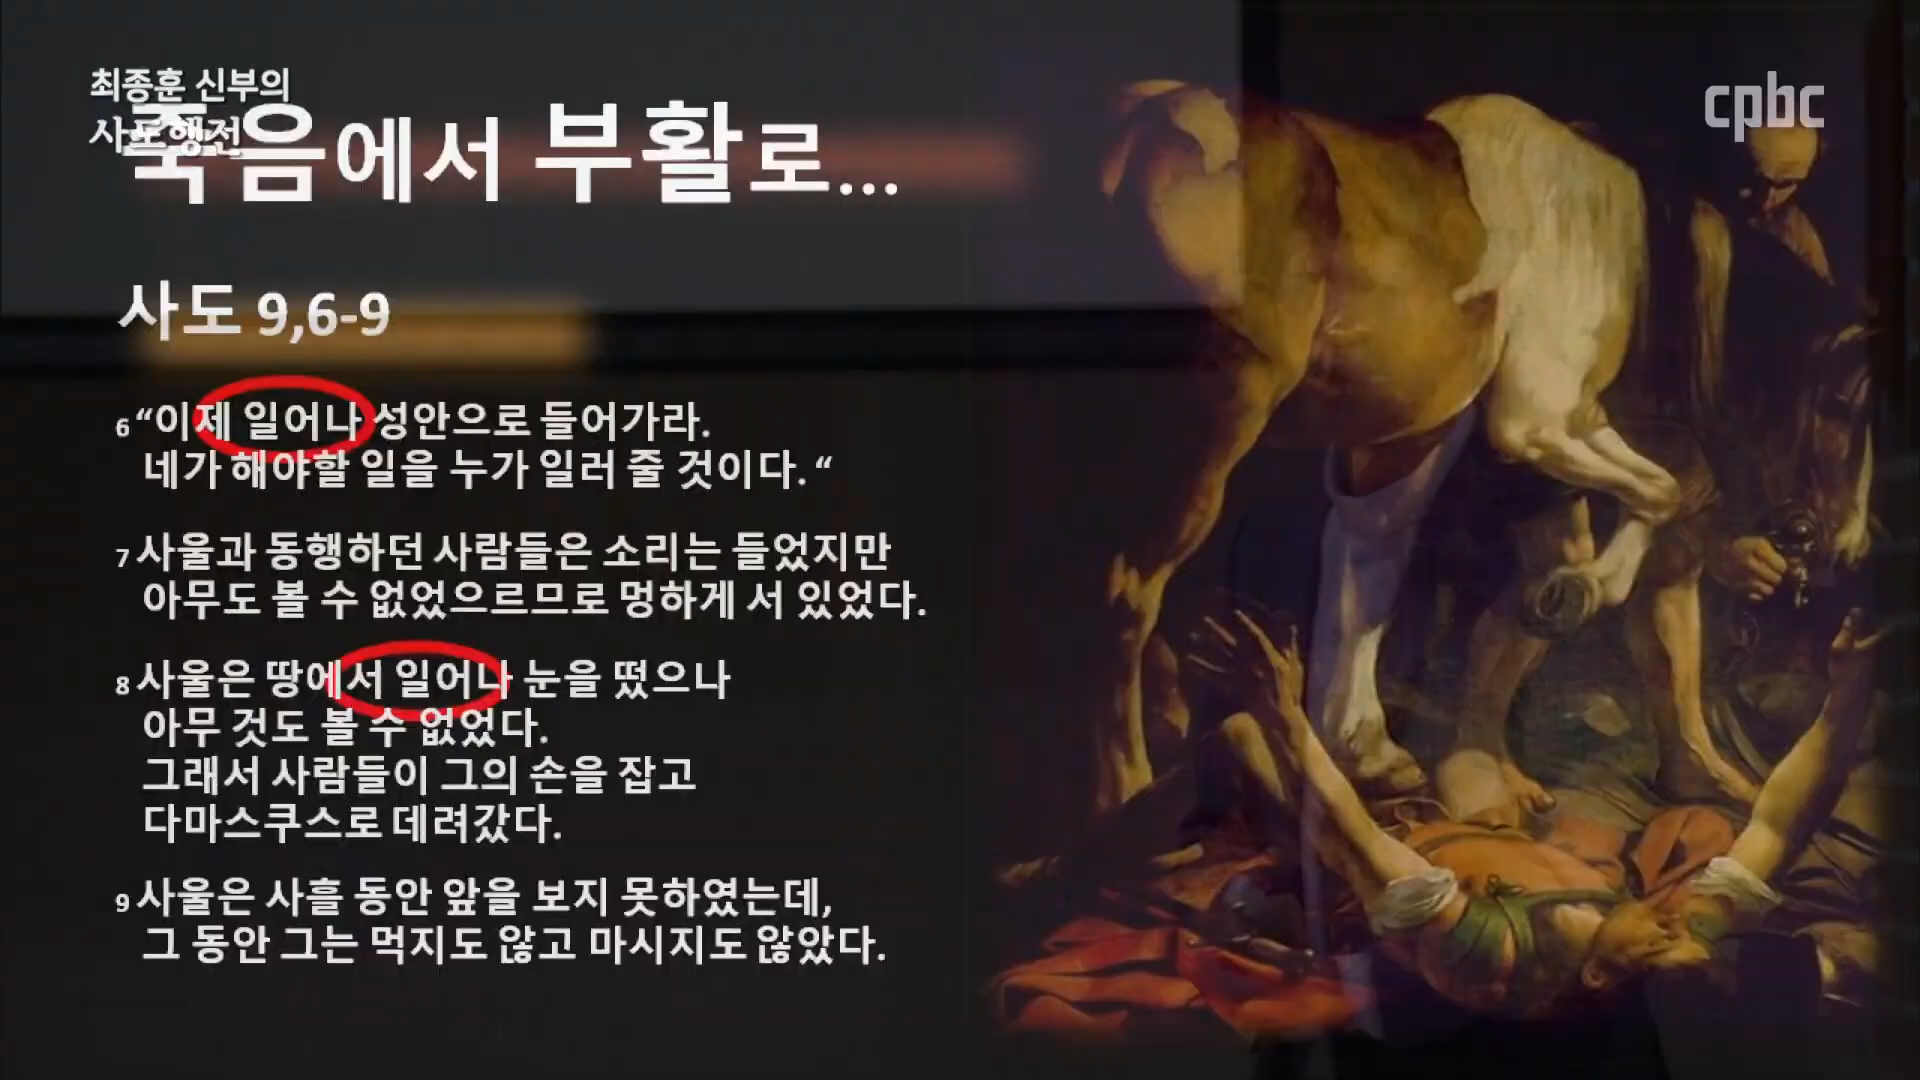 최종훈 신부의
사도행전
cpbc
죽음에서 부활로...
사도 9,6-9
6 “이제 일어나 성안으로 들어가라.
네가 해야할 일을 누가 일러 줄 것이다. “
7 사울과 동행하던 사람들은 소리는 들었지만
아무도 볼 수 없었으르므로 멍하게 서 있었다.
8 사울은 땅에서 일어나 눈을 떴으나
아무 것도 볼 수 없었다.
그래서 사람들이 그의 손을 잡고
다마스쿠스로 데려갔다.
9 사울은 사흘 동안 앞을 보지 못하였는데,
그 동안 그는 먹지도 않고 마시지도 않았다.